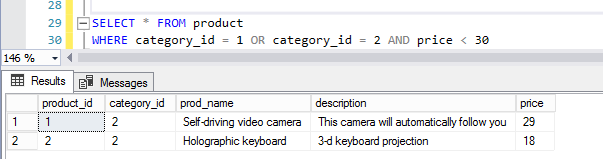 28
29 SELECT * FROM product
30 WHERE category_id = 1 OR category_id = 2 AND price < 30
146 %
Results Messages
product_id category_id prod_name description price
1 1 2 Self-driving video camera This camera will automatically follow you 29
2 2 2 Holographic keyboard 3-d keyboard projection 18